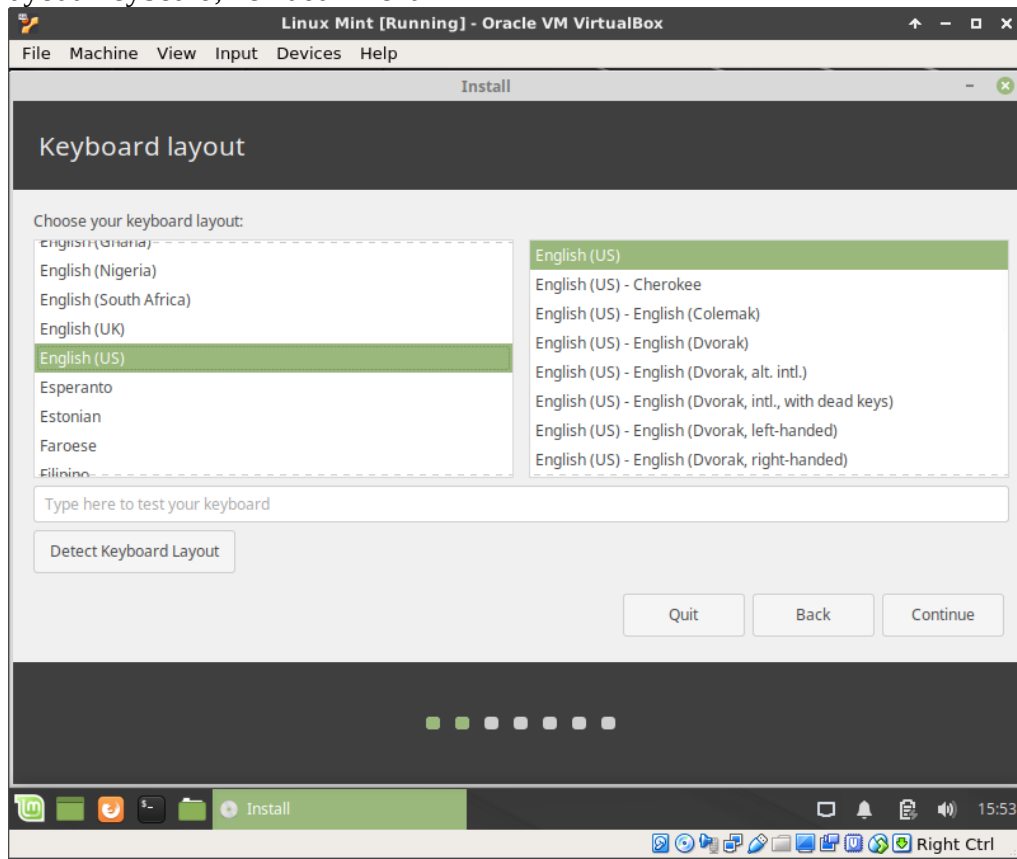 Linux Mint [Running] - Oracle VM VirtualBox
File Machine View Input Devices Help
Install
Keyboard layout
Choose your keyboard layout:
English (Ghana)
English (Nigeria)
English (South Africa)
English (UK)
English (US)
Esperanto
Estonian
Faroese
Filipino
English (US)
English (US) - Cherokee
English (US) - English (Colemak)
English (US) - English (Dvorak)
English (US) - English (Dvorak, alt. intl.)
English (US) - English (Dvorak, intl., with dead keys)
English (US) - English (Dvorak, left-handed)
English (US) - English (Dvorak, right-handed)
Type here to test your keyboard
Detect Keyboard Layout
Quit Back Continue
Install 15:53
Right Ctrl